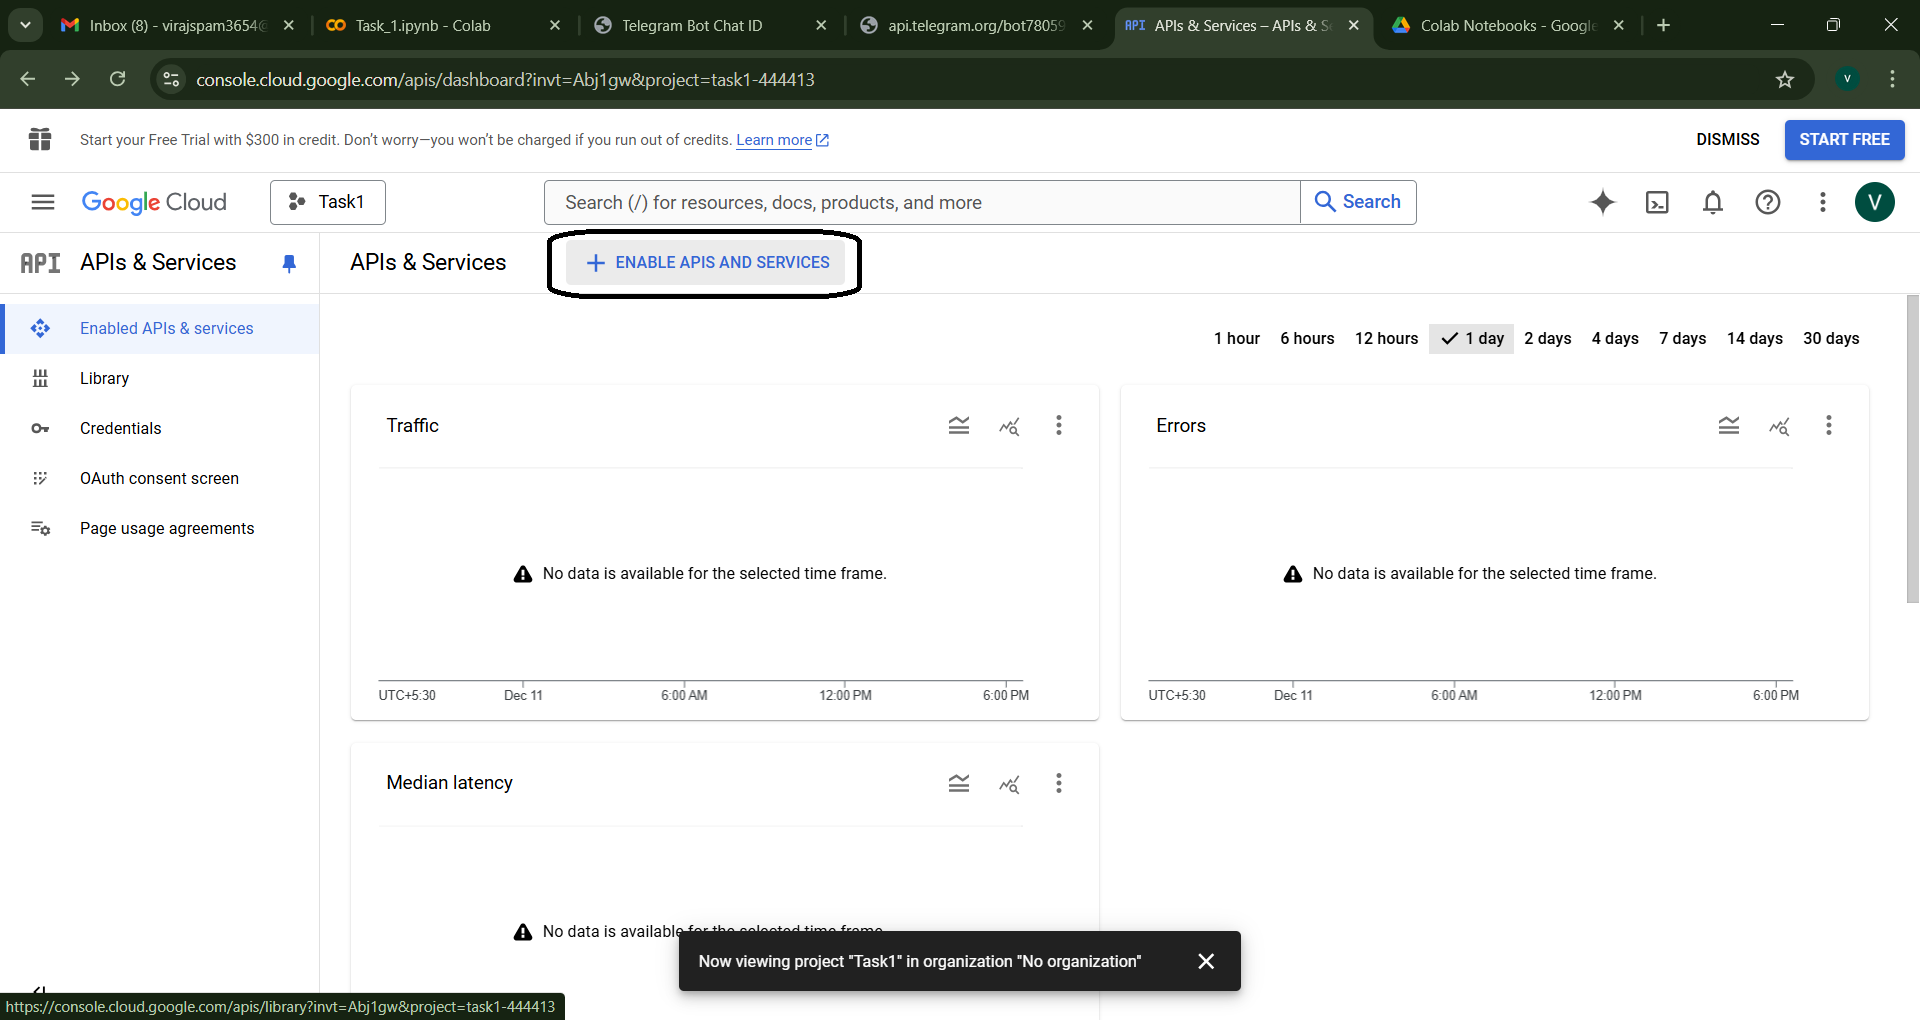 Inbox (8) - virajspam3654@
Task_1.ipynb - Colab
Telegram Bot Chat ID
api.telegram.org/bot78059
API APIs & Services – APIs & Se
Colab Notebooks - Google
console.cloud.google.com/apis/dashboard?invt=Abj1gw&project=task1-444413
V
Start your Free Trial with $300 in credit. Don't worry—you won't be charged if you run out of credits. Learn more
DISMISS
START FREE
Google Cloud
Task1
Search (/) for resources, docs, products, and more
Search
V
API APIs & Services
APIs & Services
+ ENABLE APIS AND SERVICES
Enabled APIs & services
Library
Credentials
OAuth consent screen
Page usage agreements
1 hour 6 hours 12 hours 1 day 2 days 4 days 7 days 14 days 30 days
Traffic
No data is available for the selected time frame.
UTC+5:30 Dec 11 6:00 AM 12:00 PM 6:00 PM
Errors
No data is available for the selected time frame.
UTC+5:30 Dec 11 6:00 AM 12:00 PM 6:00 PM
Median latency
No data is available for the selected time frame.
Now viewing project "Task1" in organization "No organization"
https://console.cloud.google.com/apis/library?invt=Abj1gw&project=task1-444413